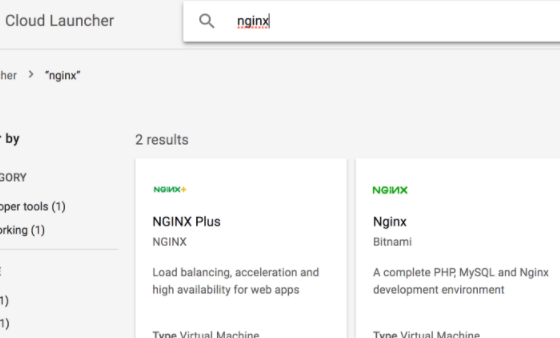 Cloud Launcher
nginx
her > "nginx"
r by
2 results
GORY
oper tools (1)
orking (1)
E
1)
1)
NGINX+
NGINX Plus
NGINX
Load balancing, acceleration and
high availability for web apps
Type Virtual Machine
NGINX
Nginx
Bitnami
A complete PHP, MySQL and Nginx
development environment
Type Virtual Machine